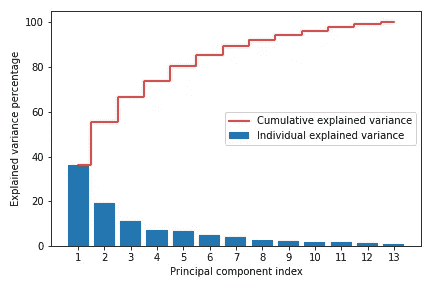 Explained variance percentage
100
80
60
40
20
0
Cumulative explained variance
Individual explained variance
1 2 3 4 5 6 7 8 9 10 11 12 13
Principal component index